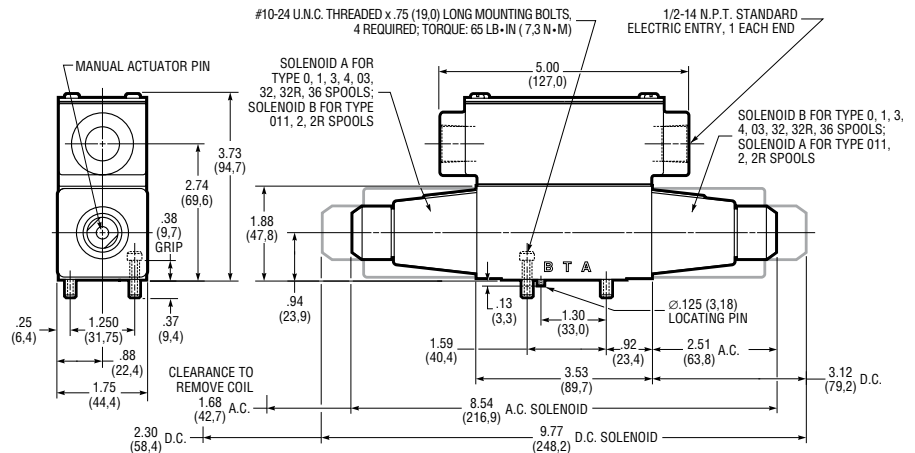 #10-24 U.N.C. THREADED x .75 (19,0) LONG MOUNTING BOLTS,
4 REQUIRED; TORQUE: 65 LB•IN ( 7,3 N•M)
1/2-14 N.P.T. STANDARD
ELECTRIC ENTRY, 1 EACH END
MANUAL ACTUATOR PIN
SOLENOID A FOR
TYPE 0, 1, 3, 4, 03,
32, 32R, 36 SPOOLS;
SOLENOID B FOR TYPE
011, 2, 2R SPOOLS
5.00
(127,0)
SOLENOID B FOR TYPE 0, 1, 3,
4, 03, 32, 32R, 36 SPOOLS;
SOLENOID A FOR TYPE 011,
2, 2R SPOOLS
3.73
(94,7)
2.74
(69,6)
1.88
(47,8)
.38
(9,7)
GRIP
B T A
.94
(23,9)
.13
(3,3)
Ø.125 (3,18)
LOCATING PIN
.25
(6,4)
1.250
(31,75)
.37
(9,4)
1.30
(33,0)
.88
(22,4)
1.59
(40,4)
.92
(23,4)
2.51
(63,8) A.C.
1.75
(44,4)
CLEARANCE TO
REMOVE COIL
3.53
(89,7)
3.12
(79,2) D.C.
1.68
(42,7) A.C.
8.54
(216,9) A.C. SOLENOID
2.30
(58,4) D.C.
9.77
(248,2) D.C. SOLENOID